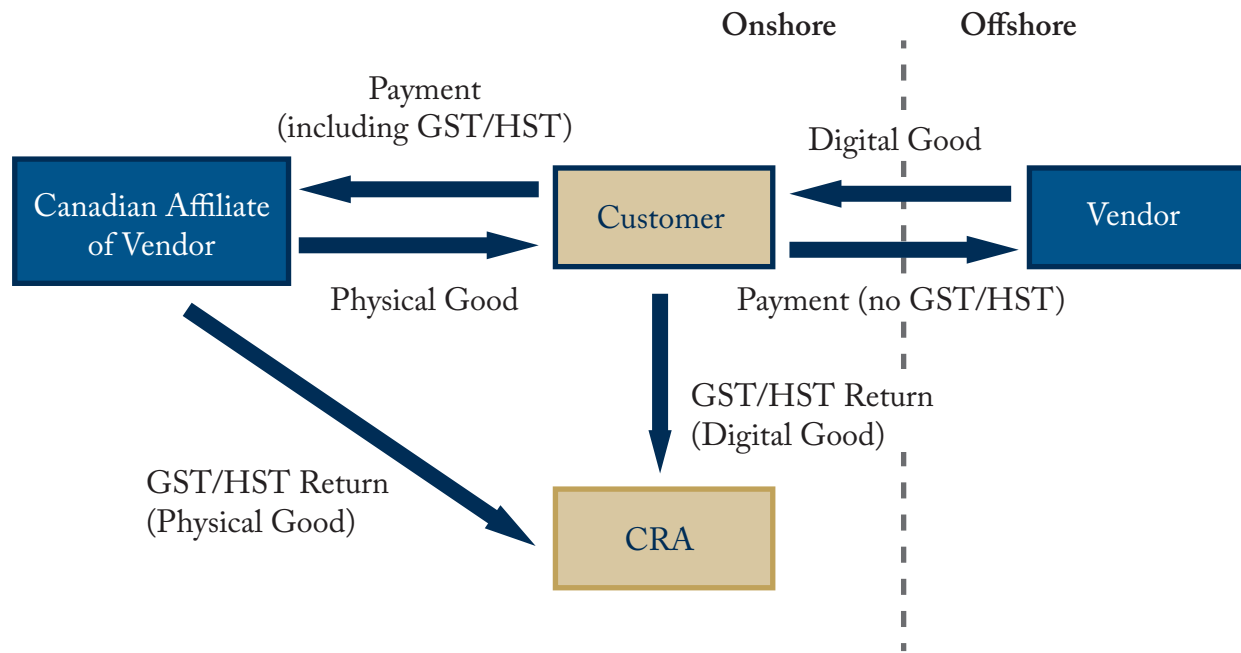 Onshore
Offshore
Payment
(including GST/HST)
Digital Good
Canadian Affiliate
of Vendor
Customer
Vendor
Physical Good
Payment (no GST/HST)
GST/HST Return
(Digital Good)
GST/HST Return
(Physical Good)
CRA